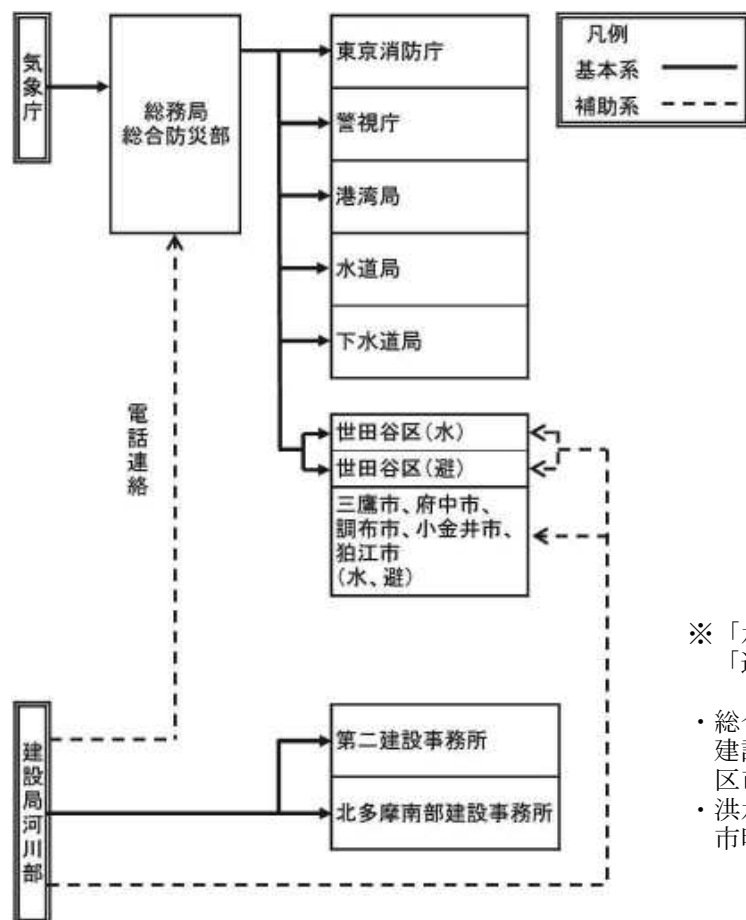 気象庁
総務局
総合防災部
東京消防庁
警視庁
港湾局
水道局
下水道局
凡例
基本系
補助系
電話連絡
世田谷区(水)
世田谷区(避)
三鷹市、府中市、
調布市、小金井市、
狛江市
(水、避)
建設局河川部
第二建設事務所
北多摩南部建設事務所
※「
「
・総
建
区
・洪
市